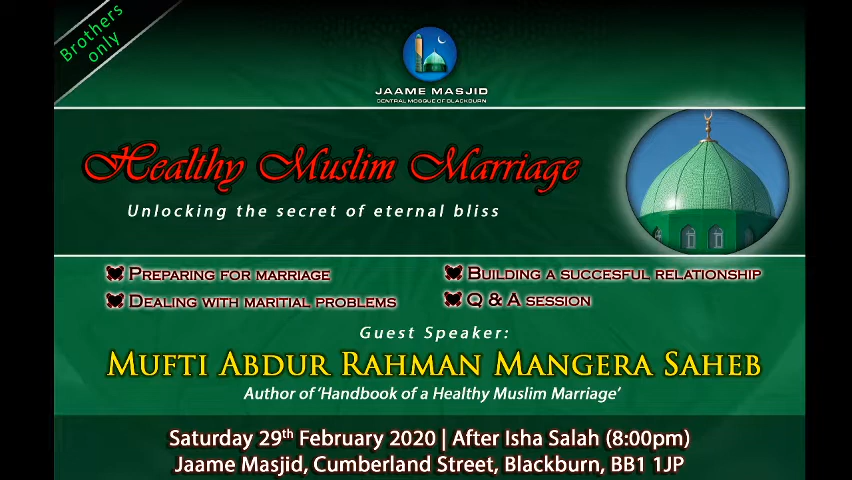 Brothers
only
JAAME MASJID
CENTRAL MOSQUE OF BLACKBURN
Healthy Muslim Marriage
Unlocking the secret of eternal bliss
PREPARING FOR MARRIAGE
BUILDING A SUCCESFUL RELATIONSHIP
DEALING WITH MARITIAL PROBLEMS
Q & A SESSION
Guest Speaker:
MUFTI ABDUR RAHMAN MANGERA SAHEB
Author of 'Handbook of a Healthy Muslim Marriage'
Saturday 29th February 2020 | After Isha Salah (8:00pm)
Jaame Masjid, Cumberland Street, Blackburn, BB1 1JP